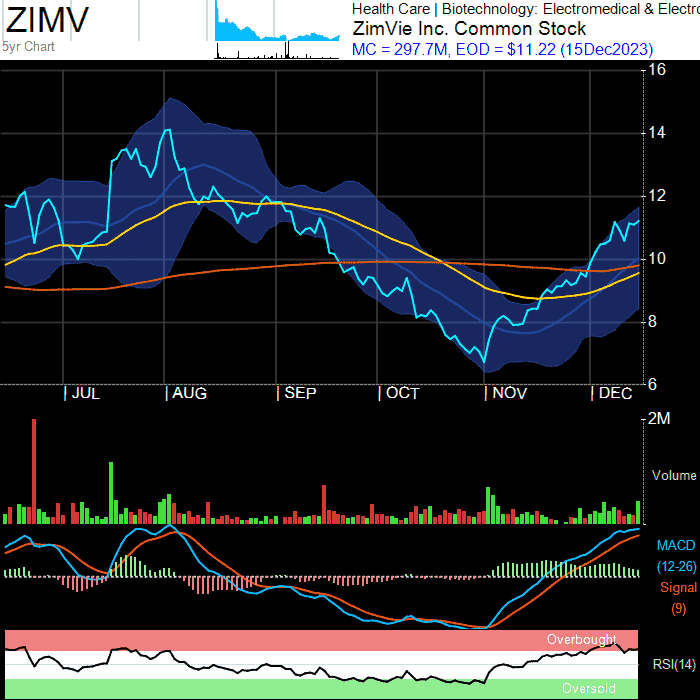 ZIMV
5yr Chart
Health Care | Biotechnology: Electromedical & Electro
ZimVie Inc. Common Stock
MC = 297.7M, EOD = $11.22 (15Dec2023)
16
14
12
10
8
6
| JUL | AUG | SEP | OCT | NOV | DEC
2M
Volume
MACD
(12-26)
Signal
(9)
Overbought
RSI(14)
Oversold